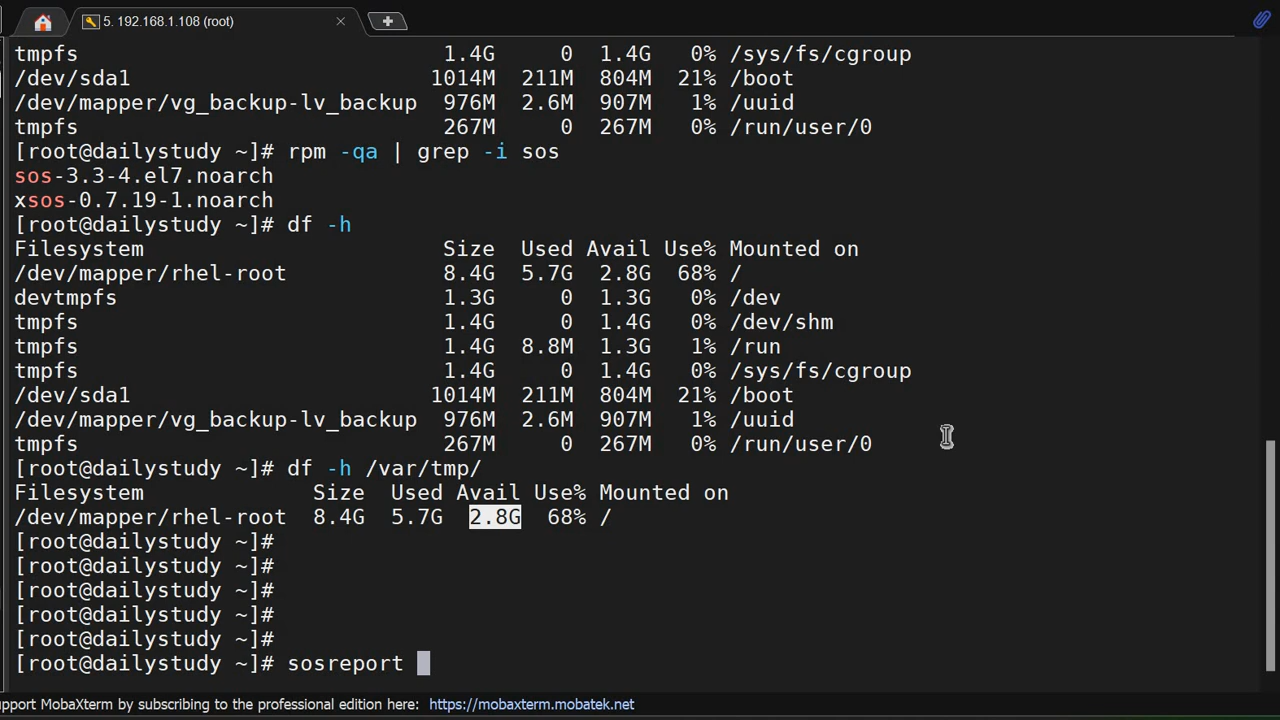 5. 192.168.1.108 (root)
tmpfs 1.4G 0 1.4G 0% /sys/fs/cgroup
/dev/sda1 1014M 211M 804M 21% /boot
/dev/mapper/vg_backup-lv_backup 976M 2.6M 907M 1% /uuid
tmpfs 267M 0 267M 0% /run/user/0
[root@dailystudy ~]# rpm -qa | grep -i sos
sos-3.3-4.el7.noarch
xsos-0.7.19-1.noarch
[root@dailystudy ~]# df -h
Filesystem Size Used Avail Use% Mounted on
/dev/mapper/rhel-root 8.4G 5.7G 2.8G 68% /
devtmpfs 1.3G 0 1.3G 0% /dev
tmpfs 1.4G 0 1.4G 0% /dev/shm
tmpfs 1.4G 8.8M 1.3G 1% /run
tmpfs 1.4G 0 1.4G 0% /sys/fs/cgroup
/dev/sda1 1014M 211M 804M 21% /boot
/dev/mapper/vg_backup-lv_backup 976M 2.6M 907M 1% /uuid
tmpfs 267M 0 267M 0% /run/user/0
[root@dailystudy ~]# df -h /var/tmp/
Filesystem Size Used Avail Use% Mounted on
/dev/mapper/rhel-root 8.4G 5.7G 2.8G 68% /
[root@dailystudy ~]#
[root@dailystudy ~]#
[root@dailystudy ~]#
[root@dailystudy ~]#
[root@dailystudy ~]#
[root@dailystudy ~]# sosreport
upport MobaXterm by subscribing to the professional edition here: https://mobaxterm.mobatek.net